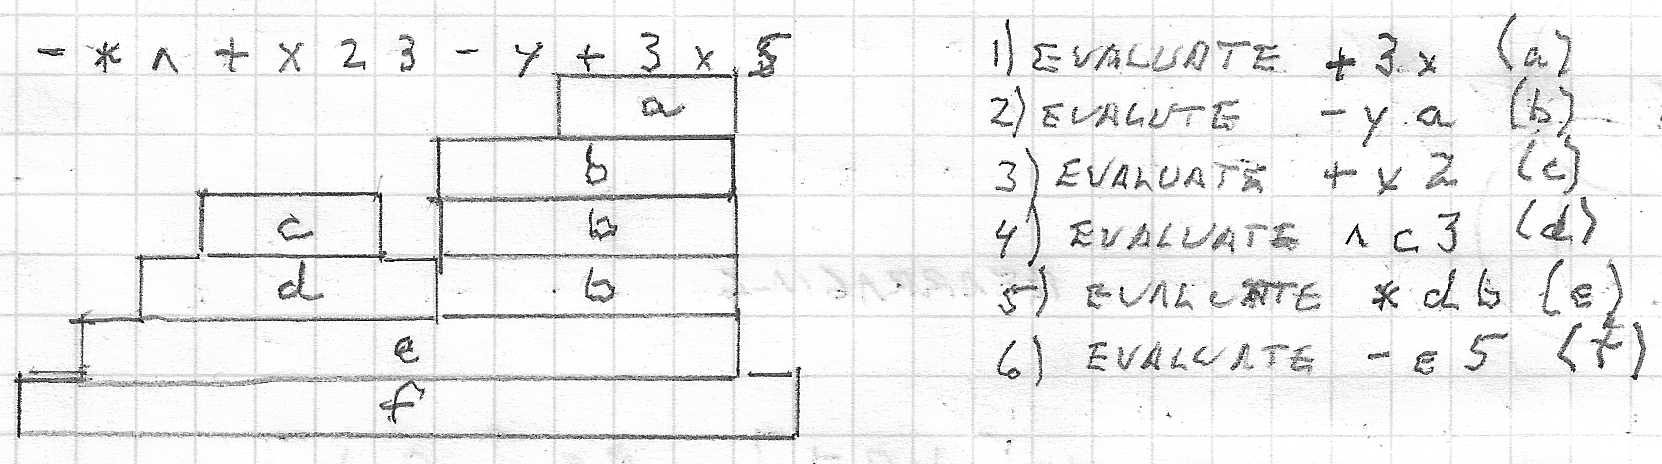 - * ∧ + x 2 3 - y + 3 x 5
a
b
c b
d b
e
f
1) EVALUATE + 3 x (a)
2) EVALUTE - y a (b)
3) EVALUATE + x 2 (c)
4) EVALUATE ∧ c 3 (d)
5) EVALUATE * d b (e)
6) EVALUATE - e 5 (f)